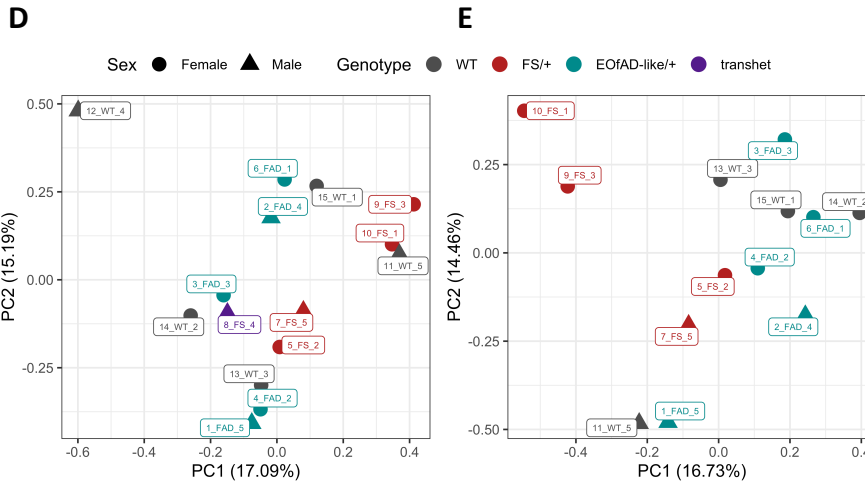 D
E
Sex Female Male Genotype WT FS/+ EOfAD-like/+ transhet
PC2 (15.19%)
0.50
0.25
0.00
-0.25
12_WT_4
6_FAD_1
15_WT_1
2_FAD_4
9_FS_3
10_FS_1
11_WT_5
3_FAD_3
8_FS_4
7_FS_5
14_WT_2
5_FS_2
13_WT_3
4_FAD_2
1_FAD_5
-0.6 -0.4 -0.2 0.0 0.2 0.4
PC1 (17.09%)
PC2 (14.46%)
0.25
0.00
-0.25
-0.50
10_FS_1
3_FAD_3
13_WT_3
9_FS_3
15_WT_1
14_WT_2
6_FAD_1
4_FAD_2
5_FS_2
2_FAD_4
7_FS_5
1_FAD_5
11_WT_5
-0.4 -0.2 0.0 0.2
PC1 (16.73%)